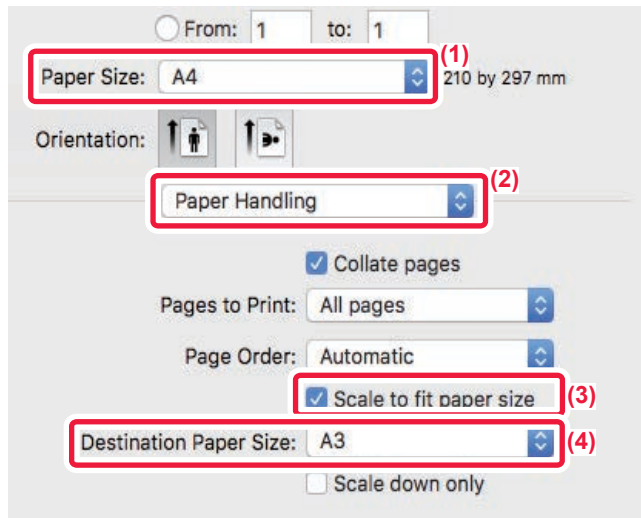 From: 1 to: 1
(1)
Paper Size: A4 210 by 297 mm
Orientation:
(2)
Paper Handling
Collate pages
Pages to Print: All pages
Page Order: Automatic
Scale to fit paper size (3)
Destination Paper Size: A3 (4)
Scale down only